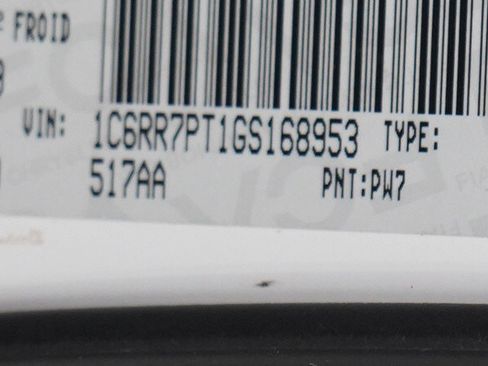 FROID
VIN: 1C6RR7PT1GS168953 TYPE:
517AA PNT:PW7